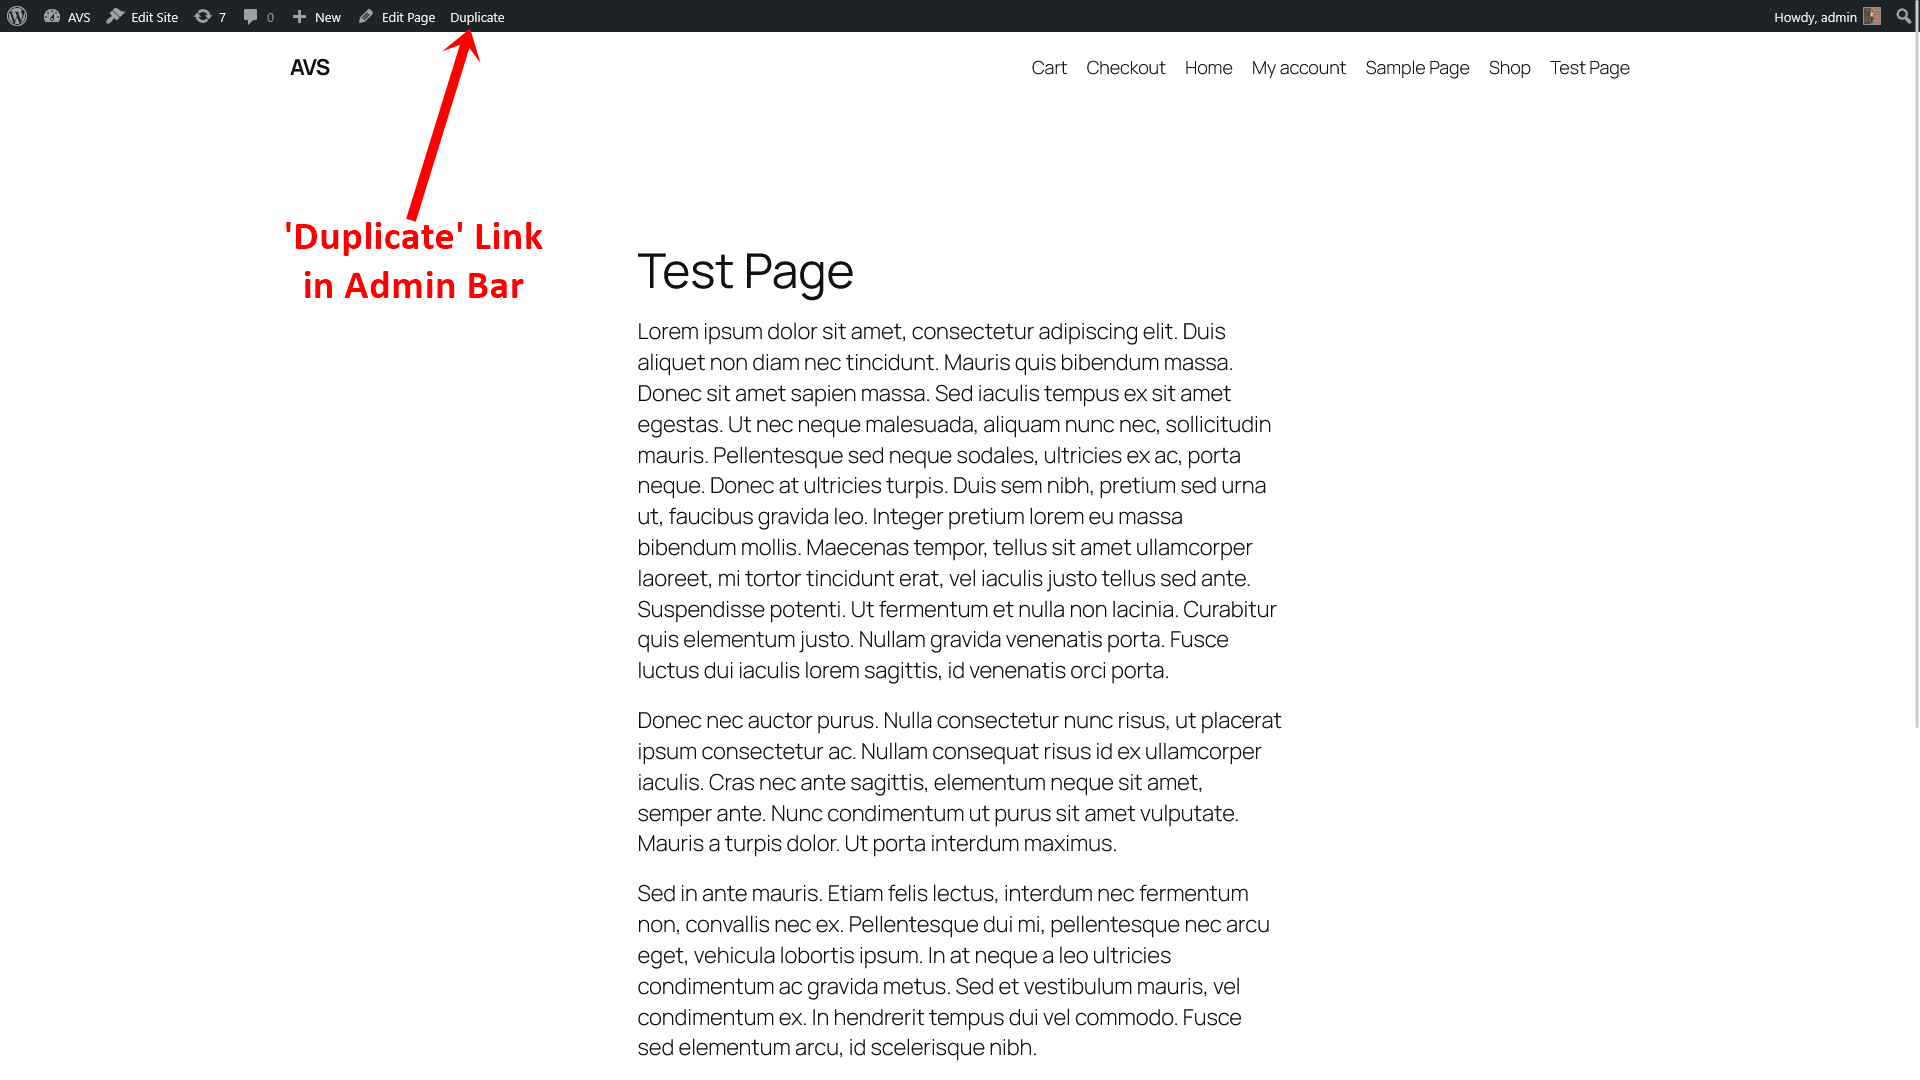 AVS Edit Site 7 0 New Edit Page Duplicate Howdy, admin
AVS Cart Checkout Home My account Sample Page Shop Test Page
'Duplicate' Link
in Admin Bar
Test Page
Lorem ipsum dolor sit amet, consectetur adipiscing elit. Duis
aliquet non diam nec tincidunt. Mauris quis bibendum massa.
Donec sit amet sapien massa. Sed iaculis tempus ex sit amet
egestas. Ut nec neque malesuada, aliquam nunc nec, sollicitudin
mauris. Pellentesque sed neque sodales, ultricies ex ac, porta
neque. Donec at ultricies turpis. Duis sem nibh, pretium sed urna
ut, faucibus gravida leo. Integer pretium lorem eu massa
bibendum mollis. Maecenas tempor, tellus sit amet ullamcorper
laoreet, mi tortor tincidunt erat, vel iaculis justo tellus sed ante.
Suspendisse potenti. Ut fermentum et nulla non lacinia. Curabitur
quis elementum justo. Nullam gravida venenatis porta. Fusce
luctus dui iaculis lorem sagittis, id venenatis orci porta.
Donec nec auctor purus. Nulla consectetur nunc risus, ut placerat
ipsum consectetur ac. Nullam consequat risus id ex ullamcorper
iaculis. Cras nec ante sagittis, elementum neque sit amet,
semper ante. Nunc condimentum ut purus sit amet vulputate.
Mauris a turpis dolor. Ut porta interdum maximus.
Sed in ante mauris. Etiam felis lectus, interdum nec fermentum
non, convallis nec ex. Pellentesque dui mi, pellentesque nec arcu
eget, vehicula lobortis ipsum. In at neque a leo ultricies
condimentum ac gravida metus. Sed et vestibulum mauris, vel
condimentum ex. In hendrerit tempus dui vel commodo. Fusce
sed elementum arcu, id scelerisque nibh.